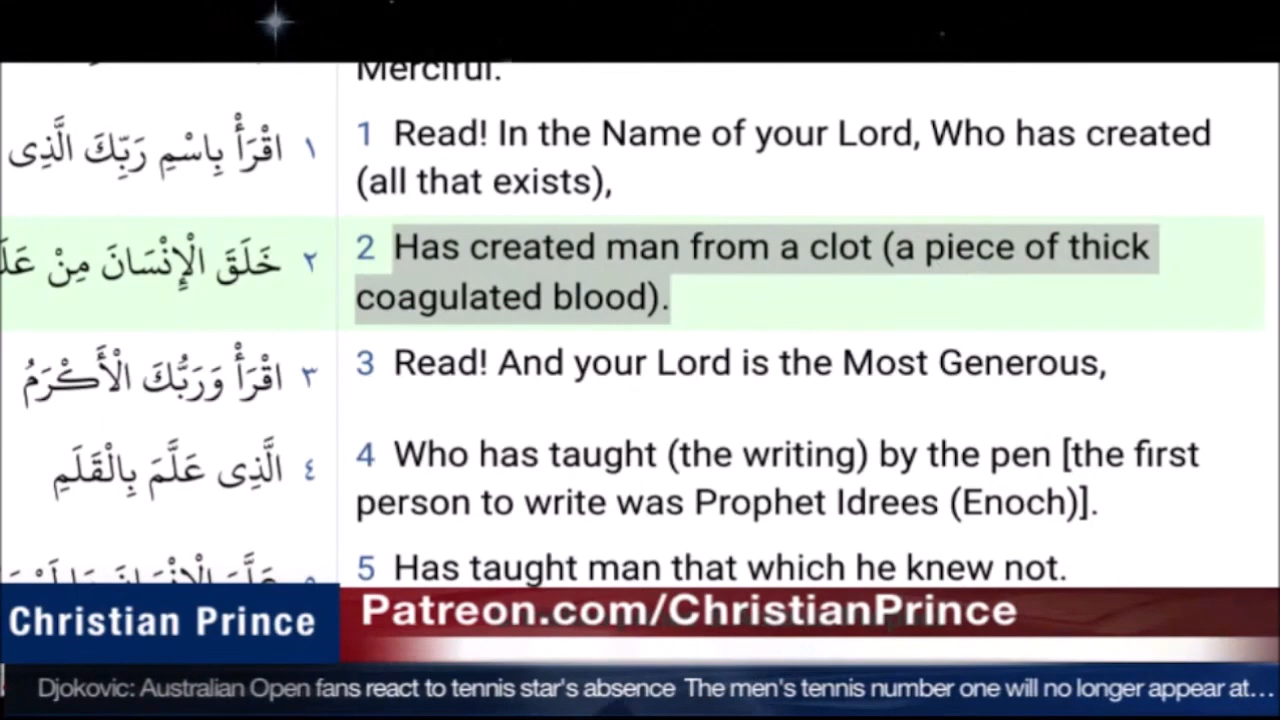 Merciful.
اقْرَأْ بِاسْمِ رَبِّكَ الَّذِى ١
1 Read! In the Name of your Lord, Who has created
(all that exists),
خَلَقَ الْإِنْسَانَ مِنْ ٢
2 Has created man from a clot (a piece of thick
coagulated blood).
اقْرَأْ وَرَبُّكَ الْأَكْرَمُ ٣
3 Read! And your Lord is the Most Generous,
الَّذِى عَلَّمَ بِالْقَلَمِ ٤
4 Who has taught (the writing) by the pen [the first
person to write was Prophet Idrees (Enoch)].
5 Has taught man that which he knew not.
Christian Prince
Patreon.com/ChristianPrince
Djokovic: Australian Open fans react to tennis star's absence The men's tennis number one will no longer appear at...